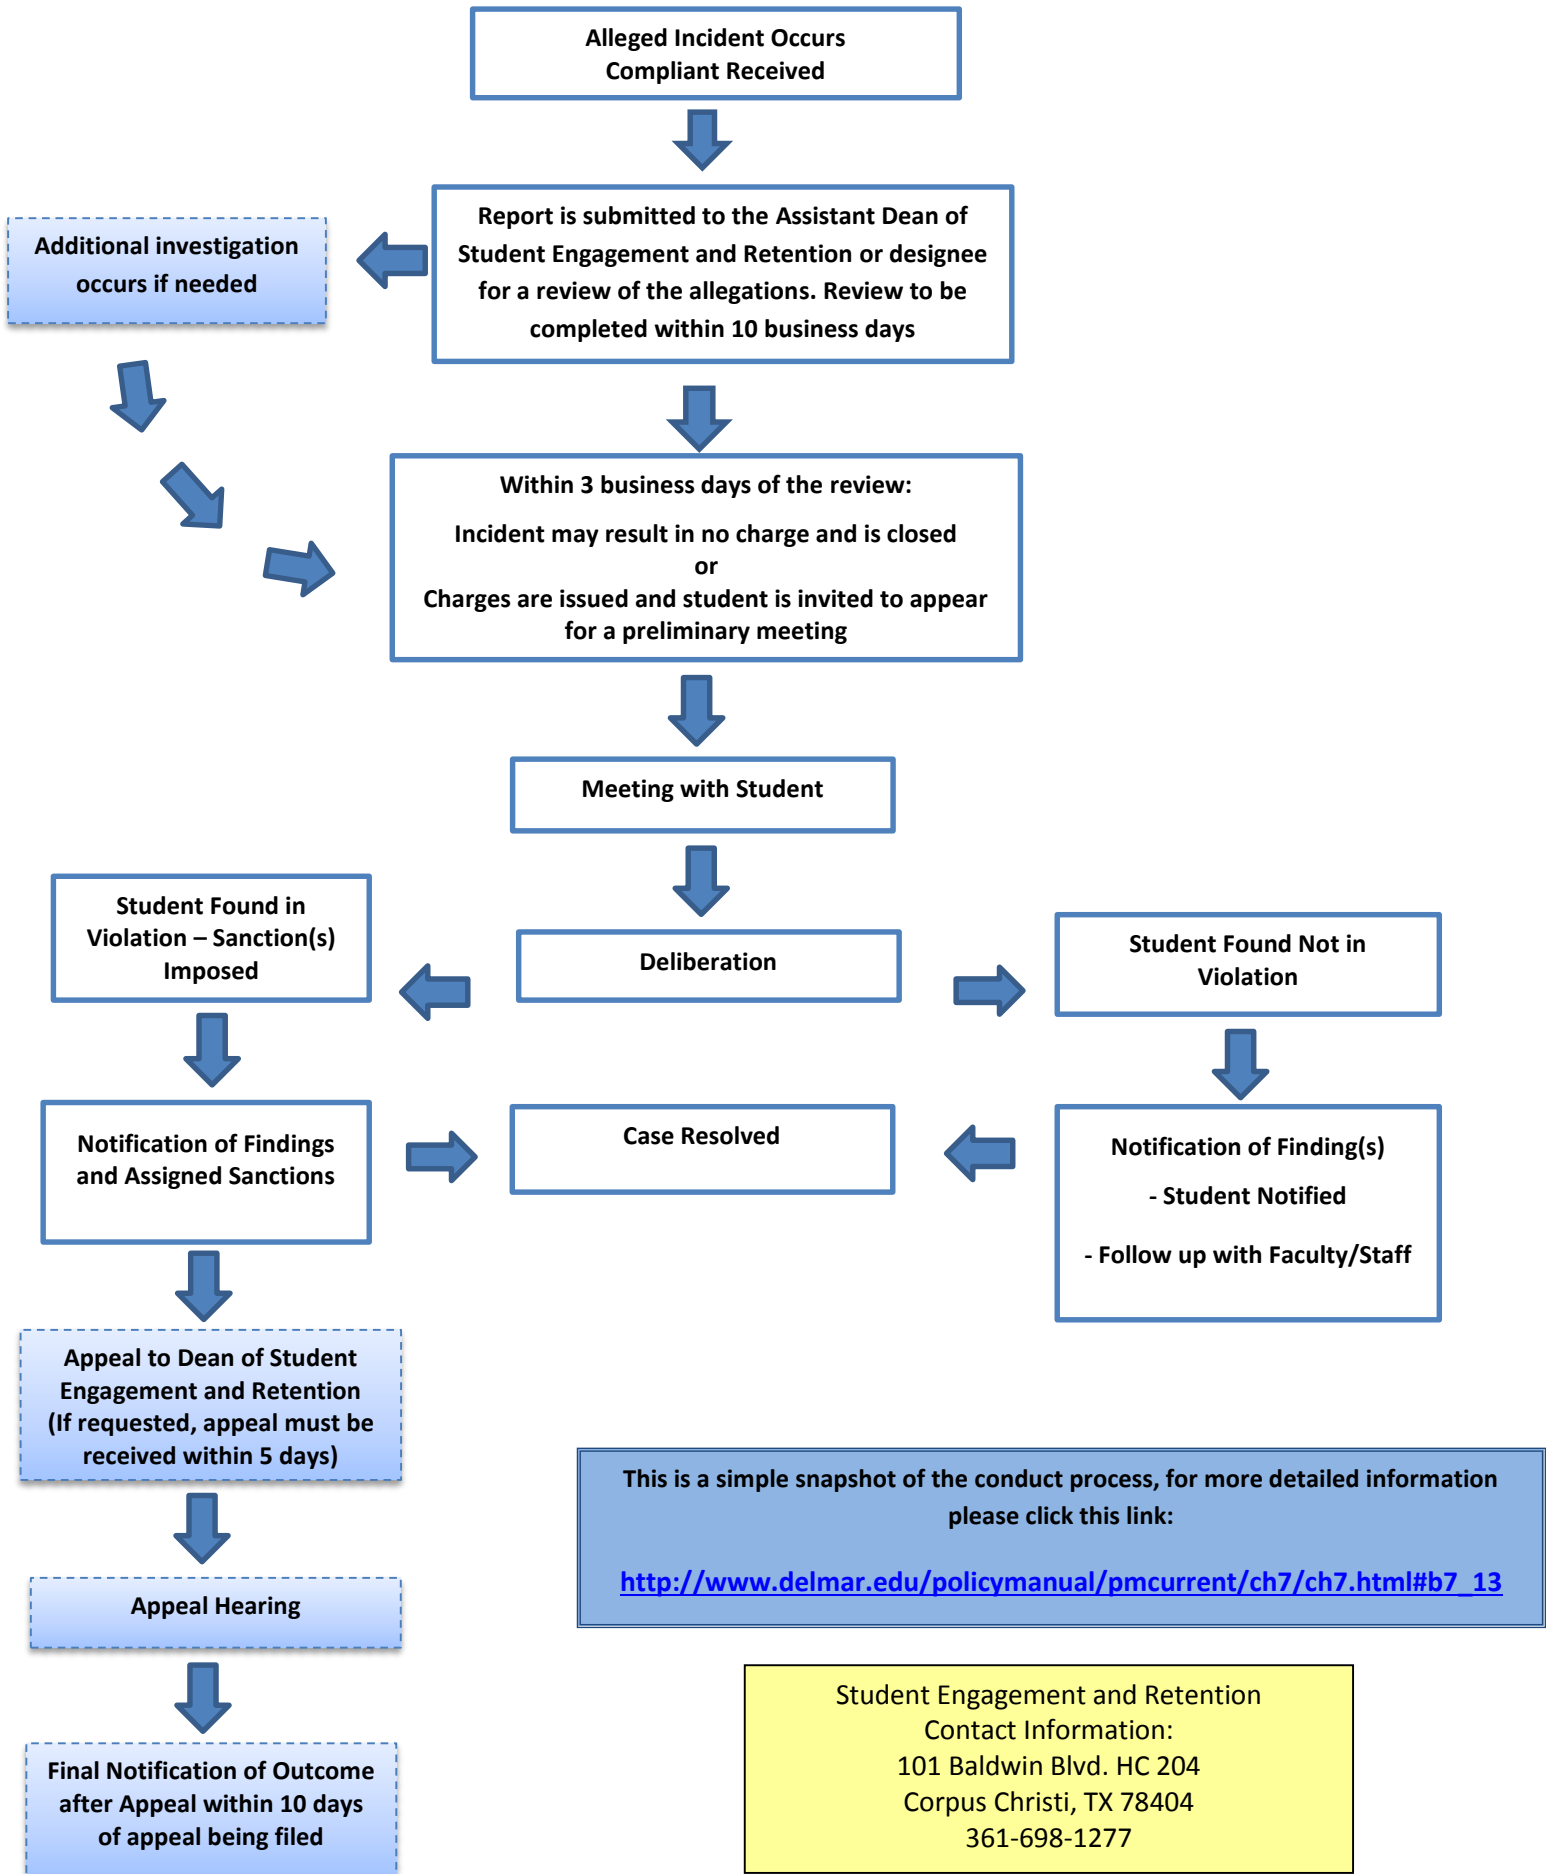 Alleged Incident Occurs
Compliant Received
Report is submitted to the Assistant Dean of
Student Engagement and Retention or designee
for a review of the allegations. Review to be
completed within 10 business days
Additional investigation
occurs if needed
Within 3 business days of the review:
Incident may result in no charge and is closed
or
Charges are issued and student is invited to appear
for a preliminary meeting
Meeting with Student
Deliberation
Student Found in
Violation – Sanction(s)
Imposed
Student Found Not in
Violation
Notification of Findings
and Assigned Sanctions
Case Resolved
Notification of Finding(s)
- Student Notified
- Follow up with Faculty/Staff
Appeal to Dean of Student
Engagement and Retention
(If requested, appeal must be
received within 5 days)
Appeal Hearing
Final Notification of Outcome
after Appeal within 10 days
of appeal being filed
This is a simple snapshot of the conduct process, for more detailed information
please click this link:
http://www.delmar.edu/policymanual/pmcurrent/ch7/ch7.html#b7_13
Student Engagement and Retention
Contact Information:
101 Baldwin Blvd. HC 204
Corpus Christi, TX 78404
361-698-1277